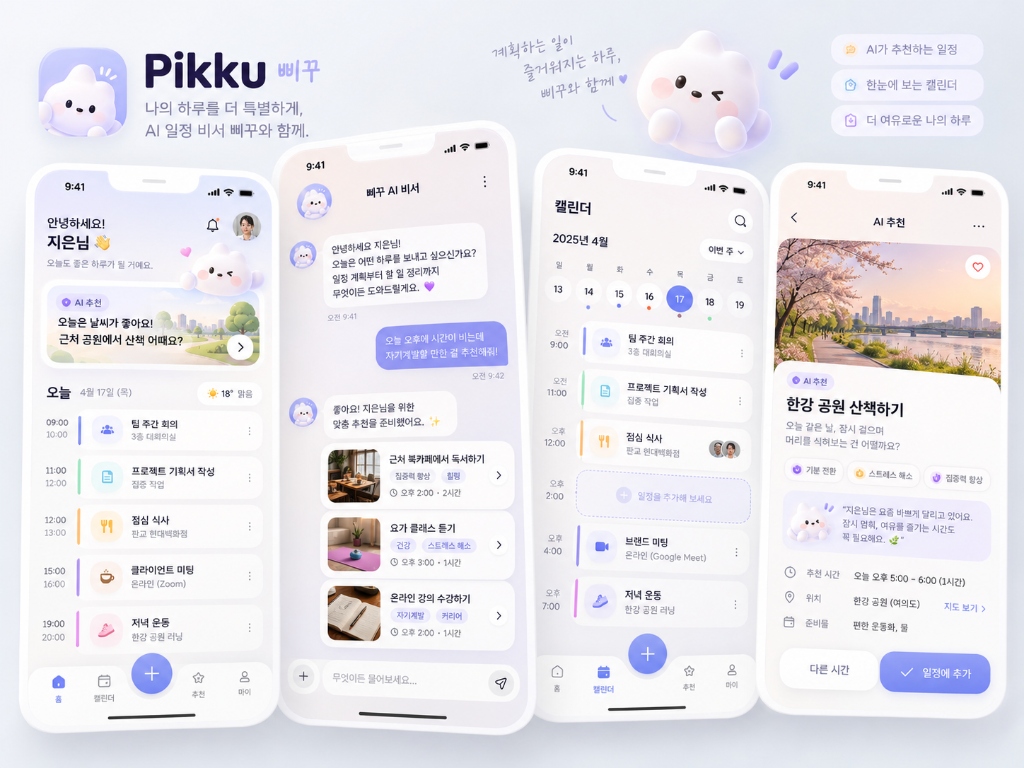 Pikku 삐꾸
나의 하루를 더 특별하게,
AI 일정 비서 삐꾸와 함께.
계획하는 일이
즐거워지는 하루,
삐꾸와 함께
AI가 추천하는 일정
한눈에 보는 캘린더
더 여유로운 나의 하루
9:41
안녕하세요!
지은님 👋
오늘도 좋은 하루가 될 거예요.
AI 추천
오늘은 날씨가 좋아요!
근처 공원에서 산책 어때요?
오늘 4월 17일 (목)
18° 맑음
09:00
10:00
팀 주간 회의
3층 대회의실
11:00
12:00
프로젝트 기획서 작성
집중 작업
12:00
13:00
점심 식사
판교 현대백화점
15:00
16:00
클라이언트 미팅
온라인 (Zoom)
19:00
20:00
저녁 운동
한강 공원 러닝
홈
캘린더
추천
마이
9:41
삐꾸 AI 비서
안녕하세요 지은님!
오늘은 어떤 하루를 보내고 싶으신가요?
일정 계획부터 할 일 정리까지
무엇이든 도와드릴게요. 💜
오전 9:41
오늘 오후에 시간이 비는데
자기계발할 만한 걸 추천해줘!
오전 9:42
좋아요! 지은님을 위한
맞춤 추천을 준비했어요. ✨
근처 북카페에서 독서하기
집중력 향상
힐링
오후 2:00 • 2시간
요가 클래스 듣기
건강
스트레스 해소
오후 3:00 • 1시간
온라인 강의 수강하기
자기계발
커리어
오후 3:00 • 1시간
무엇이든 물어보세요...
9:41
캘린더
2025년 4월
이번 주
일 월 화 수 목 금 토
13 14 15 16 17 18 19
오전
9:00
팀 주간 회의
3층 대회의실
오전
11:00
프로젝트 기획서 작성
집중 작업
오후
12:00
점심 식사
판교 현대백화점
오후
2:00
일정을 추가해 보세요
오후
4:00
브랜드 미팅
온라인 (Google Meet)
오후
7:00
저녁 운동
한강 공원 러닝
홈
캘린더
추천
마이
9:41
AI 추천
AI 추천
한강 공원 산책하기
오늘 같은 날, 잠시 걸으며
머리를 식혀보는 건 어떨까요?
기분 전환
스트레스 해소
집중력 향상
"지은님은 요즘 바쁘게 달리고 있어요.
잠시 멈춰, 여유를 즐기는 시간도
꼭 필요해요. 🌿"
추천 시간 오늘 오후 5:00 ~ 6:00 (1시간)
위치 한강 공원 (여의도) 지도 보기
준비물 편한 운동화, 물
다른 시간
일정에 추가